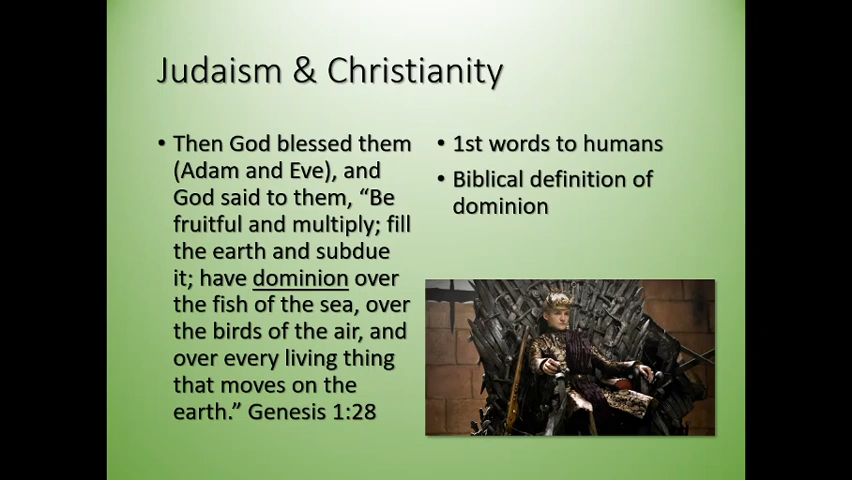 Judaism & Christianity
• Then God blessed them
(Adam and Eve), and
God said to them, “Be
fruitful and multiply; fill
the earth and subdue
it; have dominion over
the fish of the sea, over
the birds of the air, and
over every living thing
that moves on the
earth.” Genesis 1:28
• 1st words to humans
• Biblical definition of
dominion